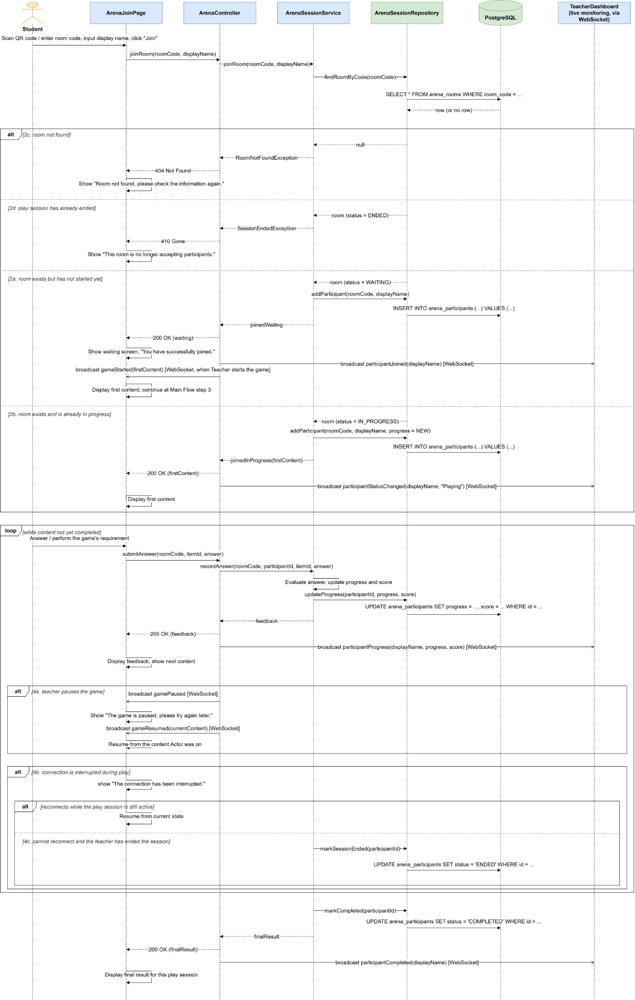 Student
ArenaJoinPage
ArenaController
ArenaSessionService
ArenaSessionRepository
PostgreSQL
TeacherDashboard
(live monitoring, via
WebSocket)
Scan QR code / enter room code, input display name, click "Join"
joinRoom(roomCode, displayName)
joinRoom(roomCode, displayName)
findRoomByCode(roomCode)
SELECT * FROM arena_rooms WHERE room_code = ...
row (or no row)
alt
[2c. room not found]
null
RoomNotFoundException
404 Not Found
Show "Room not found, please check the information again."
[2d. play session has already ended]
room (status = ENDED)
SessionEndedException
410 Gone
Show "This room is no longer accepting participants."
[2a. room exists but has not started yet]
room (status = WAITING)
addParticipant(roomCode, displayName)
INSERT INTO arena_participants (...) VALUES (...)
joinedWaiting
200 OK (waiting)
Show waiting screen, "You have successfully joined."
broadcast participantJoined(displayName) [WebSocket]
broadcast gameStarted(firstContent) [WebSocket, when Teacher starts the game]
Display first content; continue at Main Flow step 3
[2b. room exists and is already in progress]
room (status = IN_PROGRESS)
addParticipant(roomCode, displayName, progress = NEW)
INSERT INTO arena_participants (...) VALUES (...)
joinedInProgress(firstContent)
200 OK (firstContent)
broadcast participantStatusChanged(displayName, "Playing") [WebSocket]
Display first content
loop
[while content not yet completed]
Answer / perform the game's requirement
submitAnswer(roomCode, itemId, answer)
recordAnswer(roomCode, participantId, itemId, answer)
Evaluate answer, update progress and score
updateProgress(participantId, progress, score)
UPDATE arena_participants SET progress = ..., score = ... WHERE id = ...
feedback
200 OK (feedback)
broadcast participantProgress(displayName, progress, score) [WebSocket]
Display feedback, show next content
alt
[4a. teacher pauses the game]
broadcast gamePaused [WebSocket]
Show "The game is paused, please try again later."
broadcast gameResumed(currentContent) [WebSocket]
Resume from the content Actor was on
alt
[4b. connection is interrupted during play]
show "The connection has been interrupted."
alt
[reconnects while the play session is still active]
Resume from current state
[4c. cannot reconnect and the teacher has ended the session]
markSessionEnded(participantId)
UPDATE arena_participants SET status = 'ENDED' WHERE id = ...
markCompleted(participantId)
UPDATE arena_participants SET status = 'COMPLETED' WHERE id = ...
finalResult
200 OK (finalResult)
broadcast participantCompleted(displayName) [WebSocket]
Display final result for this play session